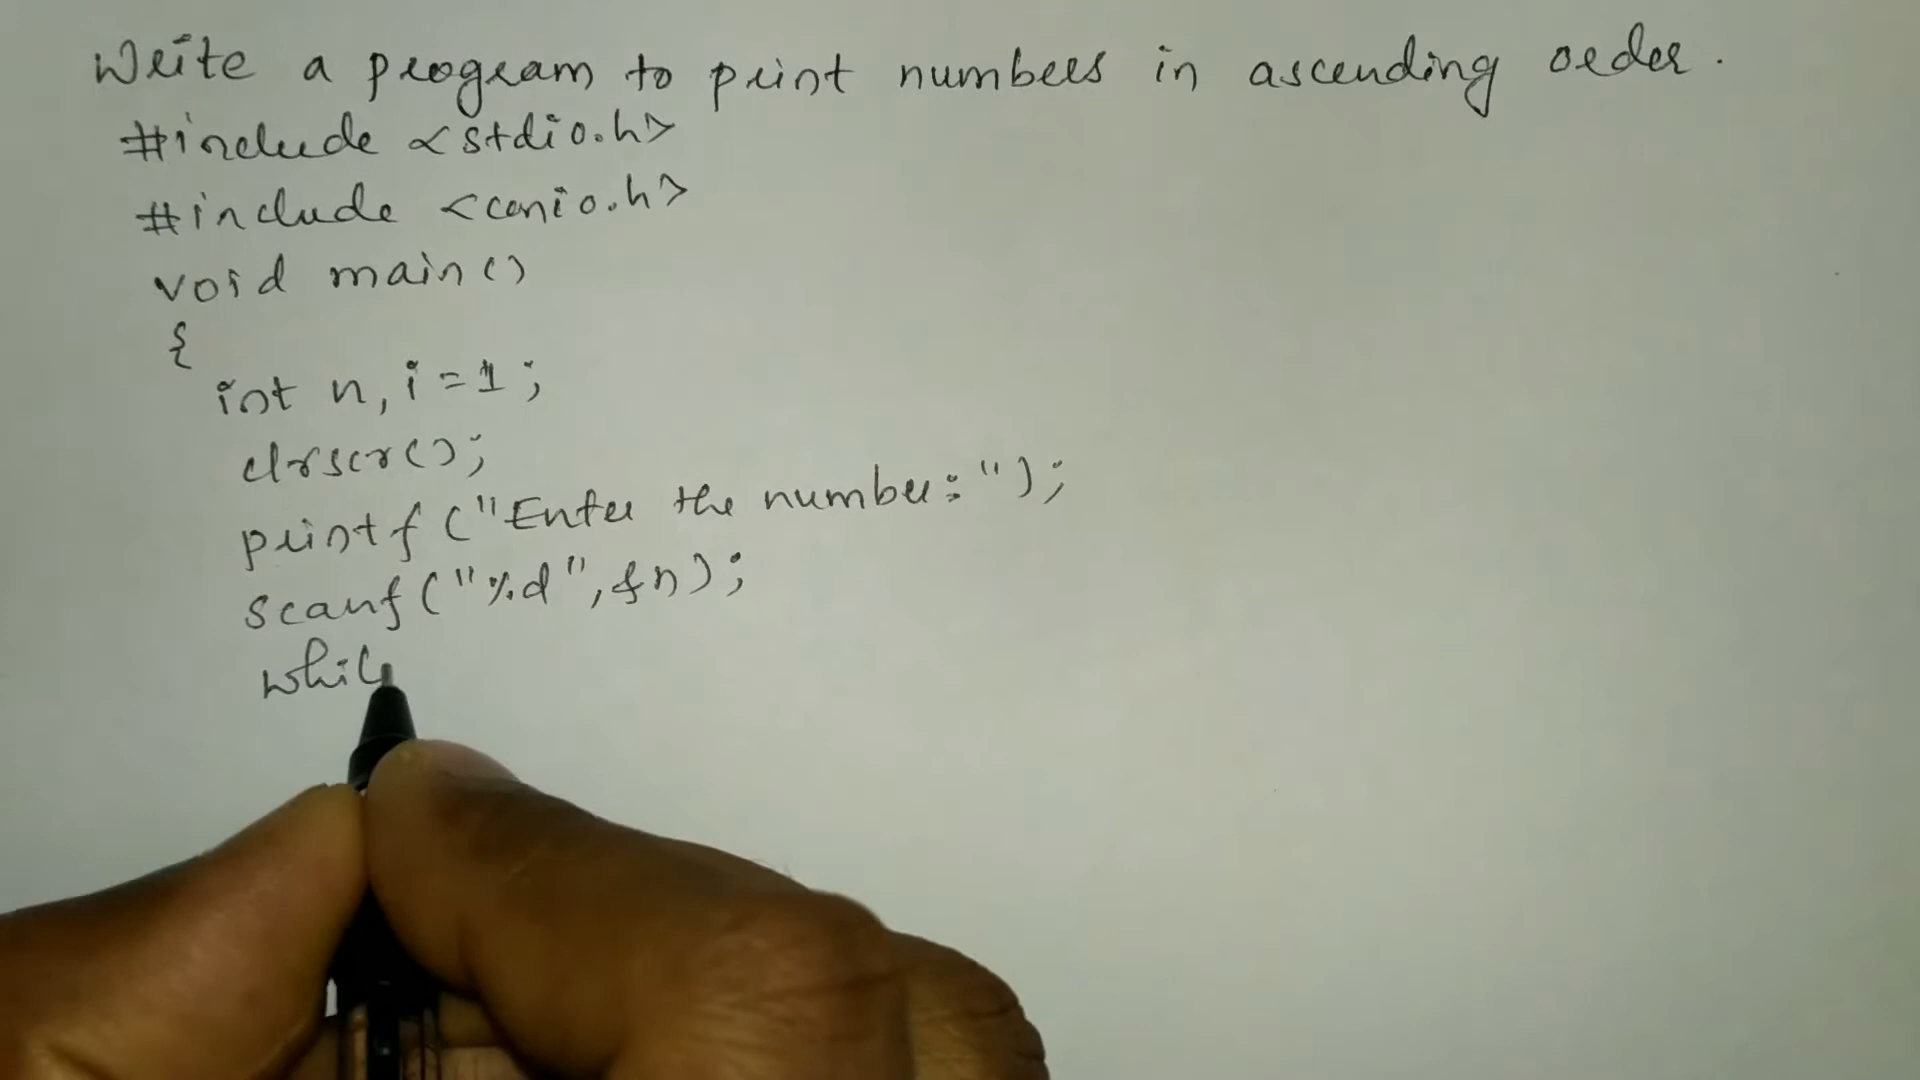 Write a program to print numbers in ascending order.
#include <stdio.h>
#include <conio.h>
void main()
{
int n, i = 1;
clrscr();
printf ("Enter the number: ");
scanf ("%d", &n);
whil